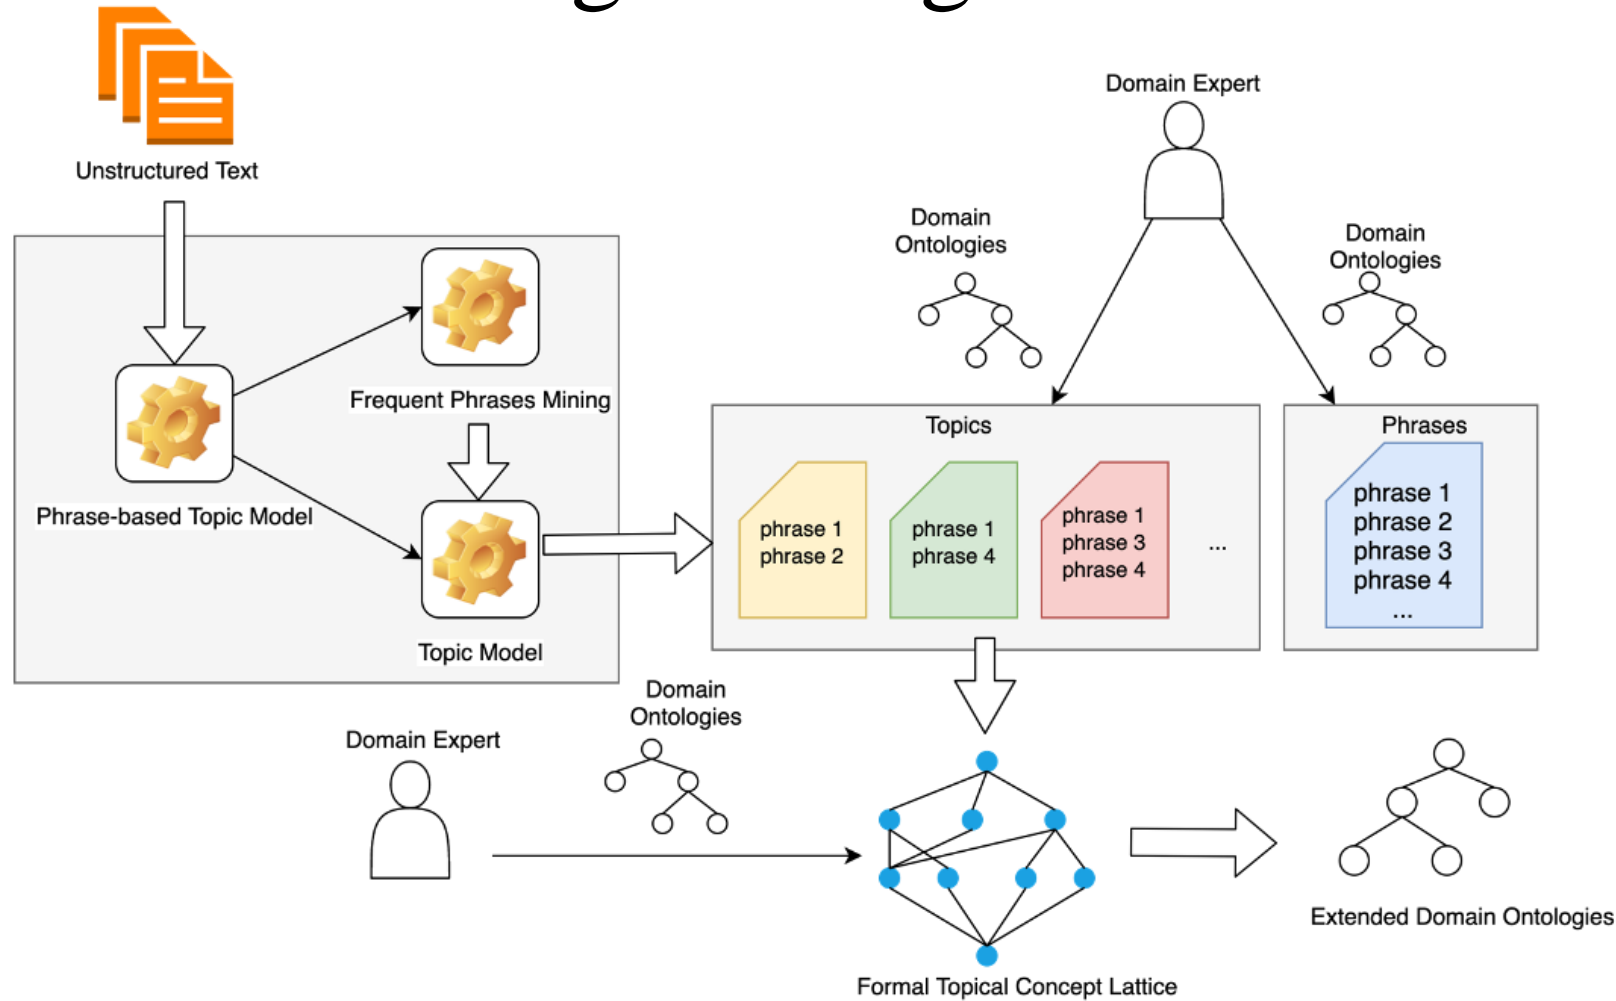 Unstructured Text
Domain Expert
Domain
Ontologies
Domain
Ontologies
Frequent Phrases Mining
Phrase-based Topic Model
Topic Model
Topics
phrase 1
phrase 2
phrase 1
phrase 4
phrase 1
phrase 3
phrase 4
...
Phrases
phrase 1
phrase 2
phrase 3
phrase 4
...
Domain Expert
Domain
Ontologies
Formal Topical Concept Lattice
Extended Domain Ontologies